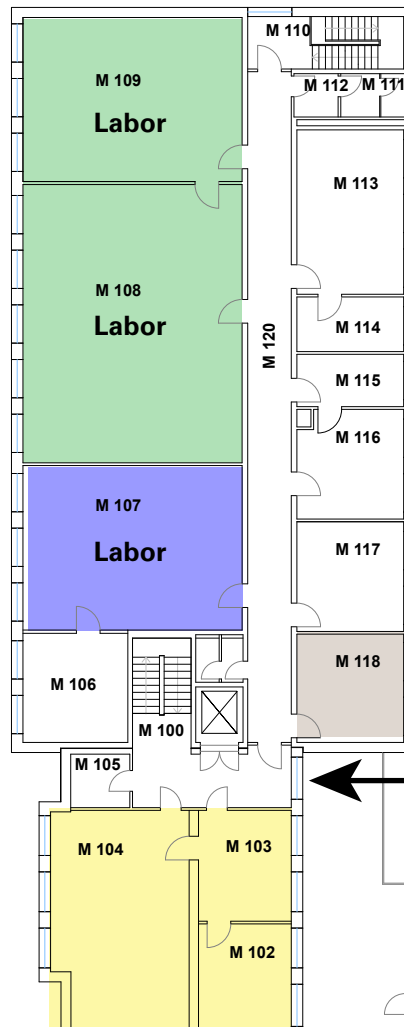 M 110
M 109
M 112
M 111
Labor
M 113
M 108
Labor
M 120
M 114
M 115
M 116
M 107
Labor
M 117
M 118
M 106
M 100
M 105
M 104
M 103
M 102